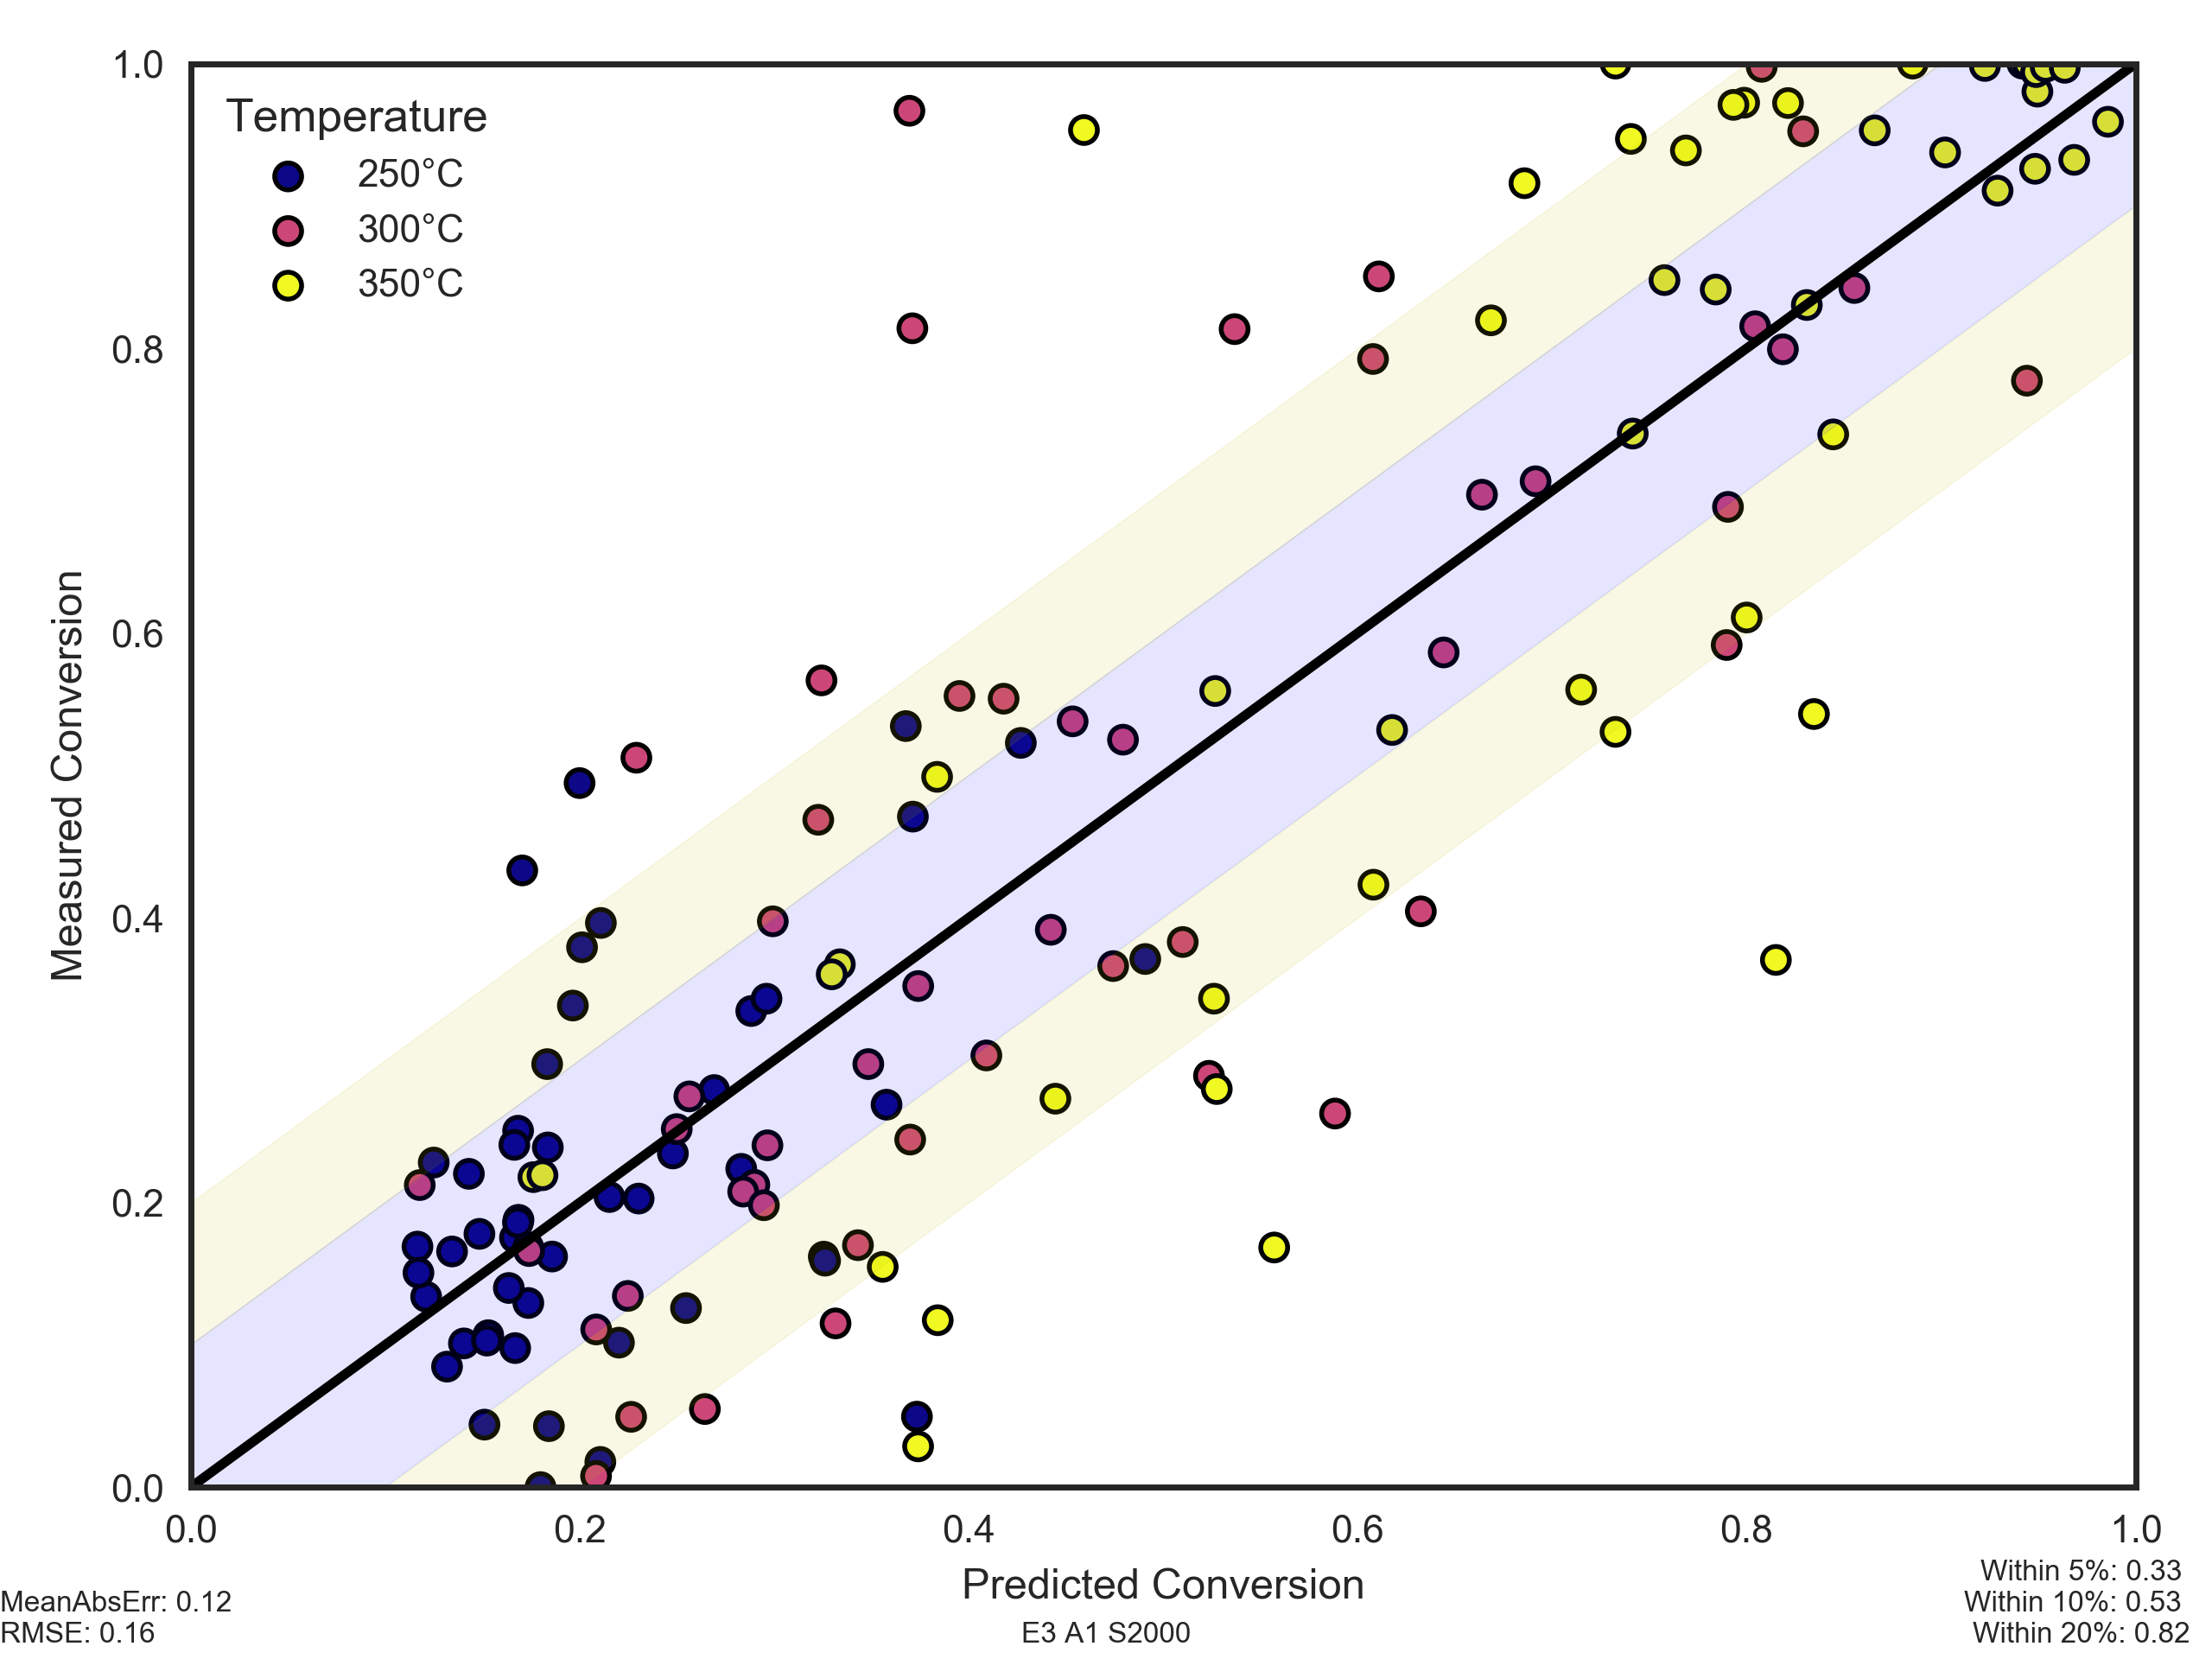 1.0
0.8
0.6
0.4
0.2
0.0
Measured Conversion
Temperature
250°C
300°C
350°C
0.0 0.2 0.4 0.6 0.8 1.0
Predicted Conversion
E3 A1 S2000
MeanAbsErr: 0.12
RMSE: 0.16
Within 5%: 0.33
Within 10%: 0.53
Within 20%: 0.82